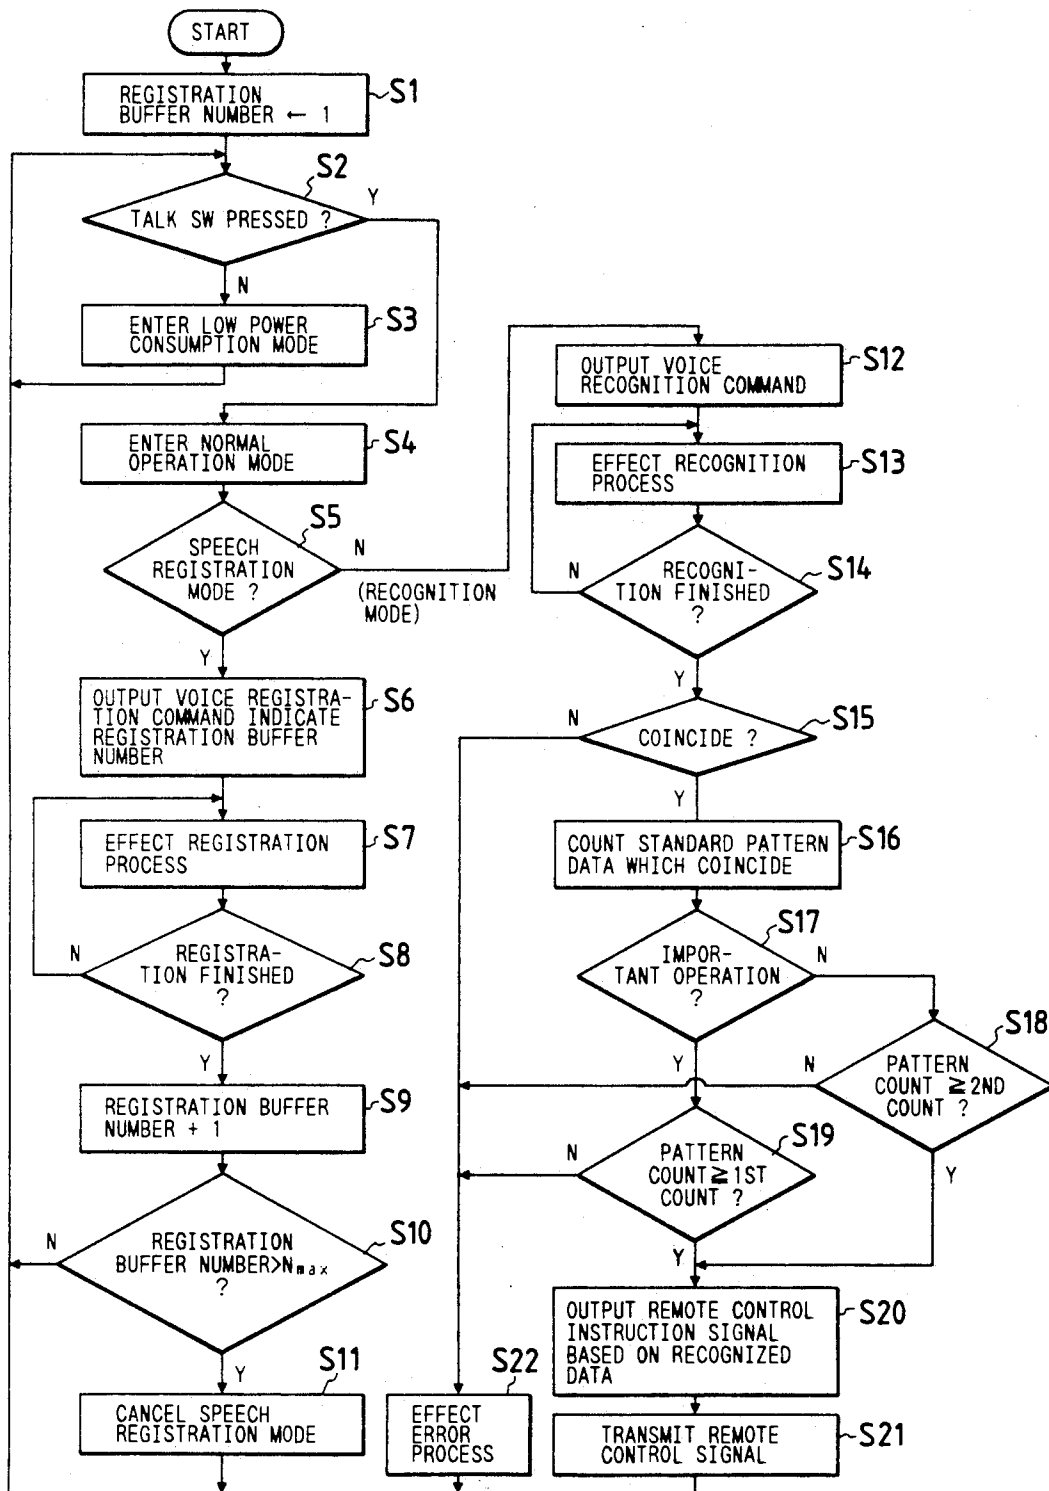 START
REGISTRATION
BUFFER NUMBER ← 1
S1
S2
TALK SW PRESSED ?
Y
N
ENTER LOW POWER
CONSUMPTION MODE
S3
ENTER NORMAL
OPERATION MODE
S4
S5
SPEECH
REGISTRATION
MODE ?
N
(RECOGNITION
MODE)
Y
OUTPUT VOICE REGISTRA-
TION COMMAND INDICATE
REGISTRATION BUFFER
NUMBER
S6
EFFECT REGISTRATION
PROCESS
S7
REGISTRA-
TION FINISHED
?
S8
N
Y
REGISTRATION BUFFER
NUMBER + 1
S9
REGISTRATION
BUFFER NUMBER>Nmax
?
S10
N
Y
CANCEL SPEECH
REGISTRATION MODE
S11
OUTPUT VOICE
RECOGNITION COMMAND
S12
EFFECT RECOGNITION
PROCESS
S13
RECOGNI-
TION FINISHED
?
S14
N
Y
COINCIDE ?
S15
N
Y
COUNT STANDARD PATTERN
DATA WHICH COINCIDE
S16
S17
IMPOR-
TANT OPERATION
?
N
Y
S18
PATTERN
COUNT ≧2ND
COUNT ?
N
Y
S19
PATTERN
COUNT≧1ST
COUNT ?
N
Y
OUTPUT REMOTE CONTROL
INSTRUCTION SIGNAL
BASED ON RECOGNIZED
DATA
S20
TRANSMIT REMOTE
CONTROL SIGNAL
S21
S22
EFFECT
ERROR
PROCESS